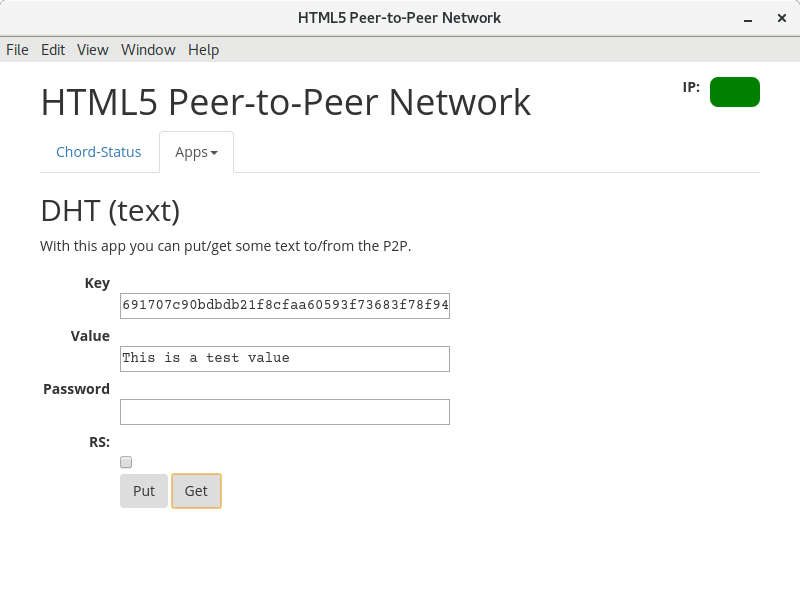 HTML5 Peer-to-Peer Network
File Edit View Window Help
HTML5 Peer-to-Peer Network
IP:
Chord-Status Apps
DHT (text)
With this app you can put/get some text to/from the P2P.
Key
691707c90bdbdb21f8cfaa60593f73683f78f94
Value
This is a test value
Password
RS:
Put Get